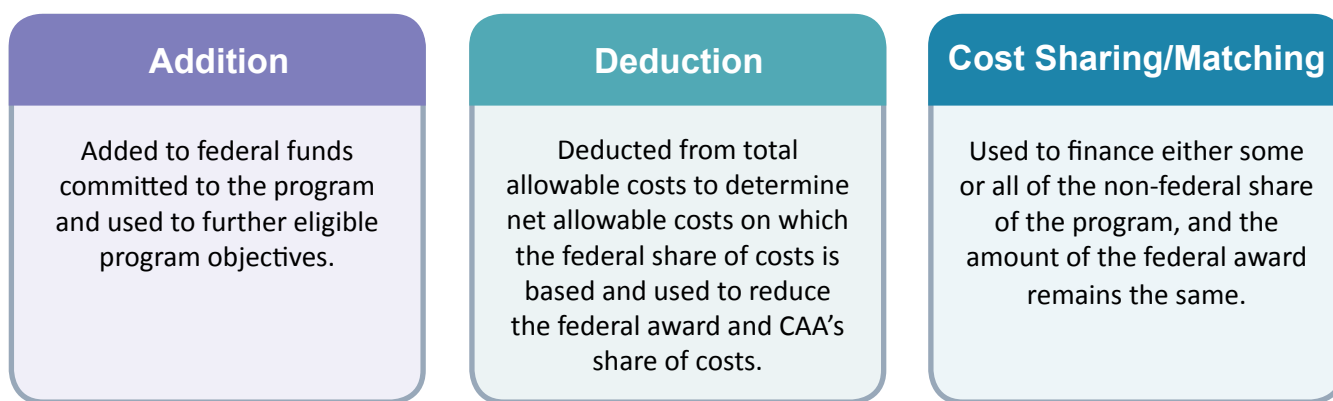 Addition
Added to federal funds
committed to the program
and used to further eligible
program objectives.
Deduction
Deducted from total
allowable costs to determine
net allowable costs on which
the federal share of costs is
based and used to reduce
the federal award and CAA’s
share of costs.
Cost Sharing/Matching
Used to finance either some
or all of the non-federal share
of the program, and the
amount of the federal award
remains the same.